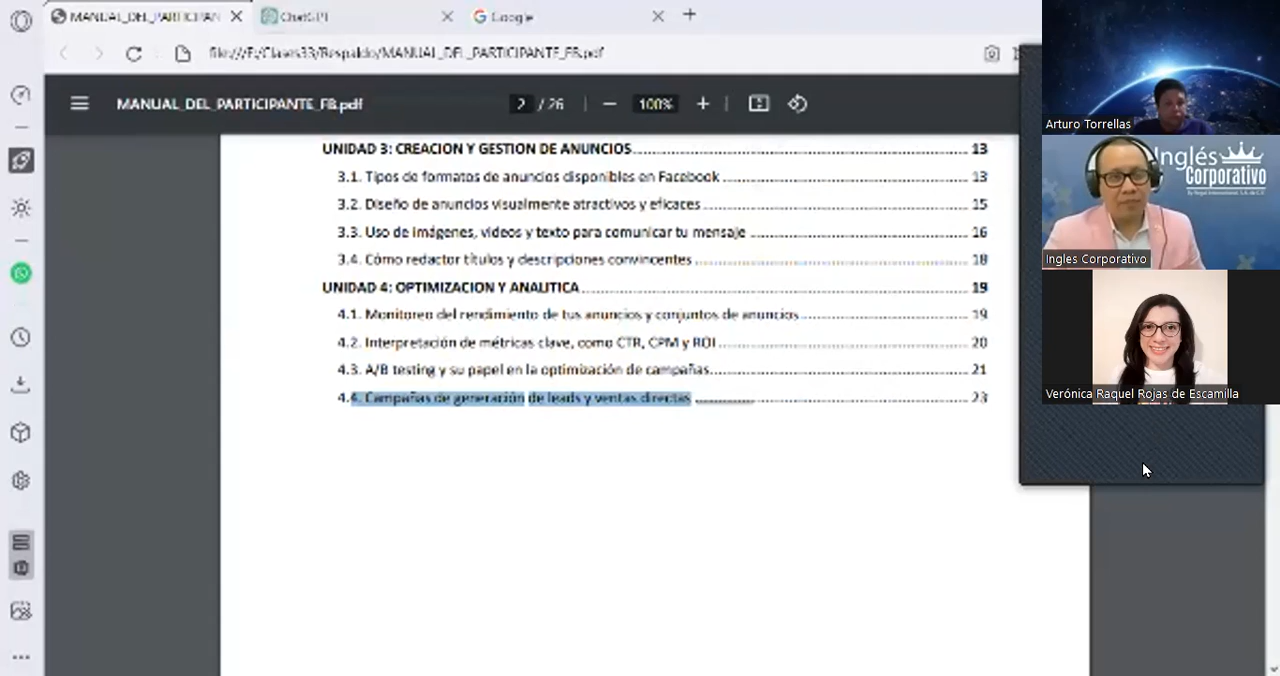 MANUAL_DEL_PARTICIPAN
ChatGPT
Google
file:///F:/Clases33/Respaldo/MANUAL_DEL_PARTICIPANTE_FB.pdf
MANUAL_DEL_PARTICIPANTE_FB.pdf
2 / 26
100%
UNIDAD 3: CREACION Y GESTION DE ANUNCIOS 13
3.1. Tipos de formatos de anuncios disponibles en Facebook 13
3.2. Diseño de anuncios visualmente atractivos y eficaces 15
3.3. Uso de imágenes, videos y texto para comunicar tu mensaje 16
3.4. Cómo redactor títulos y descripciones convincentes 18
UNIDAD 4: OPTIMIZACION Y ANALITICA 19
4.1. Monitoreo del rendimiento de tus anuncios y conjuntos de anuncios 19
4.2. Interpretación de métricas clave, como CTR, CPM y ROI 20
4.3. A/B testing y su papel en la optimización de campañas 21
4.4. Campañas de generación de leads y ventas directas 23
Arturo Torrellas
Inglés
Corporativo
Ingles Corporativo
Verónica Raquel Rojas de Escamilla